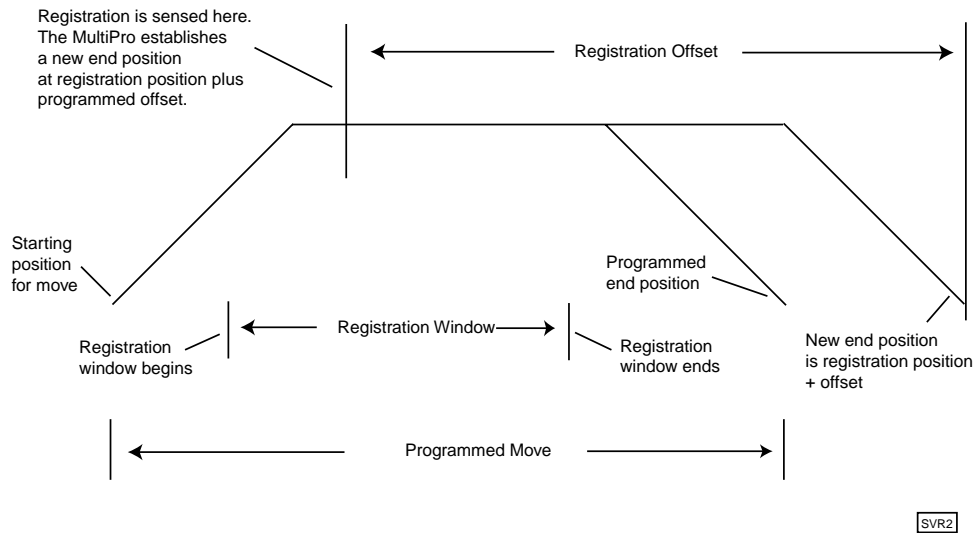 Registration is sensed here.
The MultiPro establishes
a new end position
at registration position plus
programmed offset.
Registration Offset
Starting
position
for move
Programmed
end position
Registration
window begins
Registration Window
Registration
window ends
New end position
is registration position
+ offset
Programmed Move
SVR2